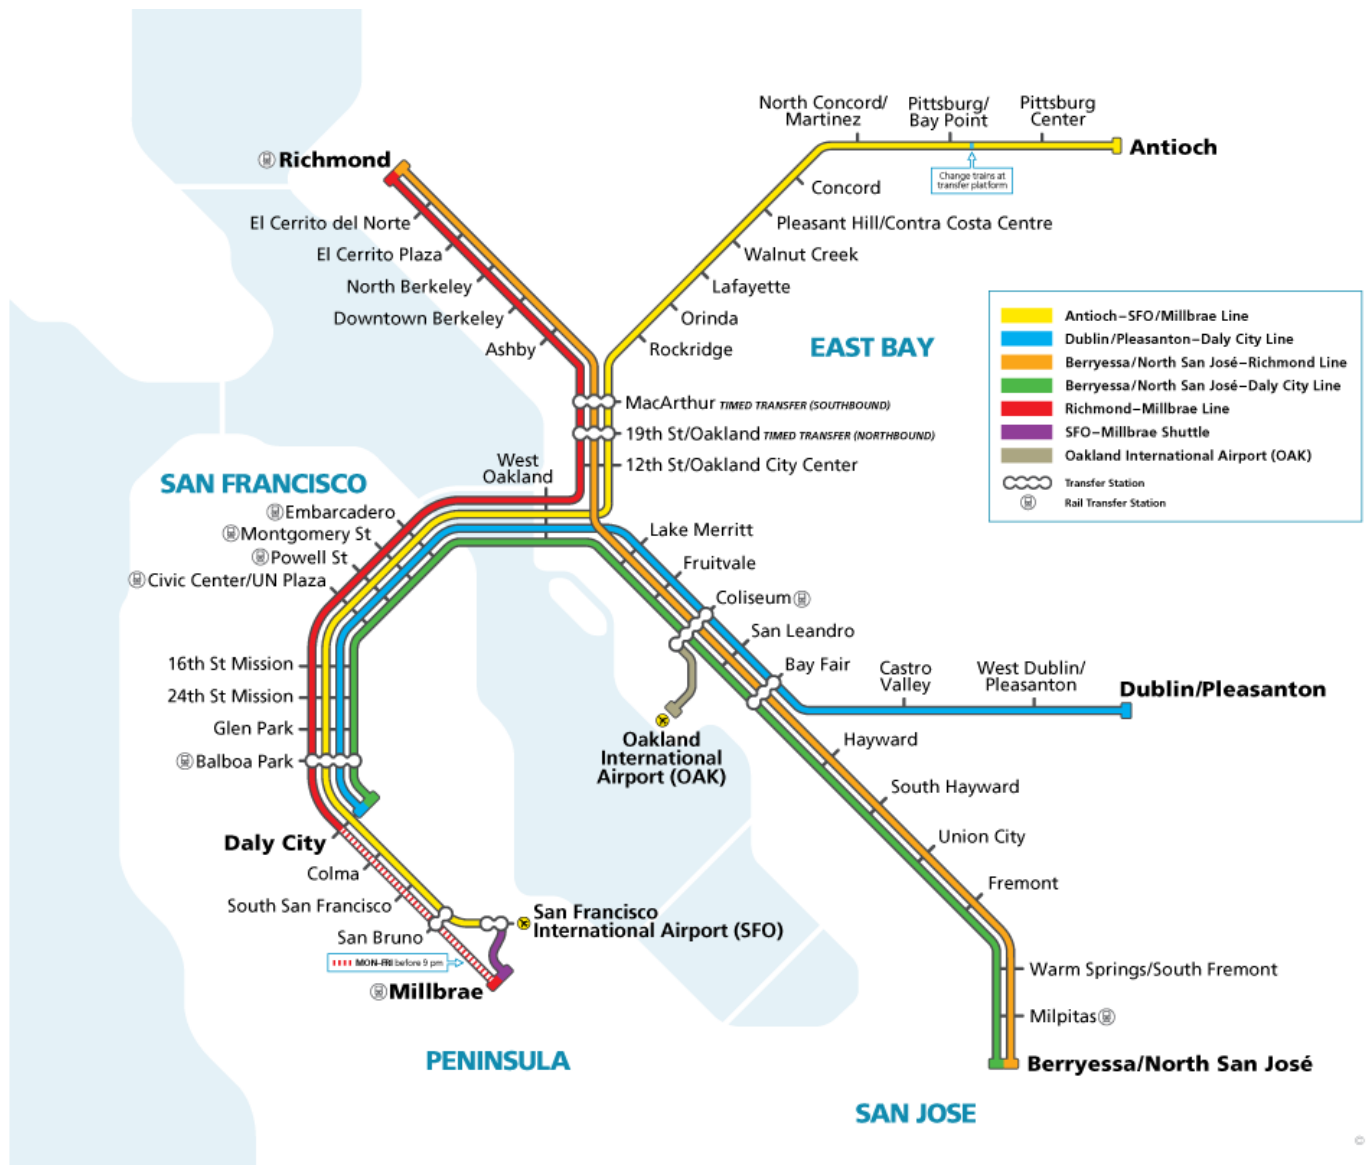 North Concord/
Martinez
Pittsburg/
Bay Point
Pittsburg
Center
Antioch
Change trains at
transfer platform
Richmond
El Cerrito del Norte
El Cerrito Plaza
North Berkeley
Downtown Berkeley
Ashby
Concord
Pleasant Hill/Contra Costa Centre
Walnut Creek
Lafayette
Orinda
Rockridge
EAST BAY
Antioch–SFO/Millbrae Line
Dublin/Pleasanton–Daly City Line
Berryessa/North San José–Richmond Line
Berryessa/North San José–Daly City Line
Richmond–Millbrae Line
SFO–Millbrae Shuttle
Oakland International Airport (OAK)
Transfer Station
Rail Transfer Station
MacArthur TIMED TRANSFER (SOUTHBOUND)
19th St/Oakland TIMED TRANSFER (NORTHBOUND)
12th St/Oakland City Center
West
Oakland
SAN FRANCISCO
Embarcadero
Montgomery St
Powell St
Civic Center/UN Plaza
16th St Mission
24th St Mission
Glen Park
Balboa Park
Daly City
Colma
South San Francisco
San Bruno
MON–FRI before 9 pm
Millbrae
San Francisco
International Airport (SFO)
PENINSULA
Lake Merritt
Fruitvale
Coliseum
San Leandro
Bay Fair
Castro
Valley
West Dublin/
Pleasanton
Dublin/Pleasanton
Oakland
International
Airport (OAK)
Hayward
South Hayward
Union City
Fremont
Warm Springs/South Fremont
Milpitas
Berryessa/North San José
SAN JOSE
©